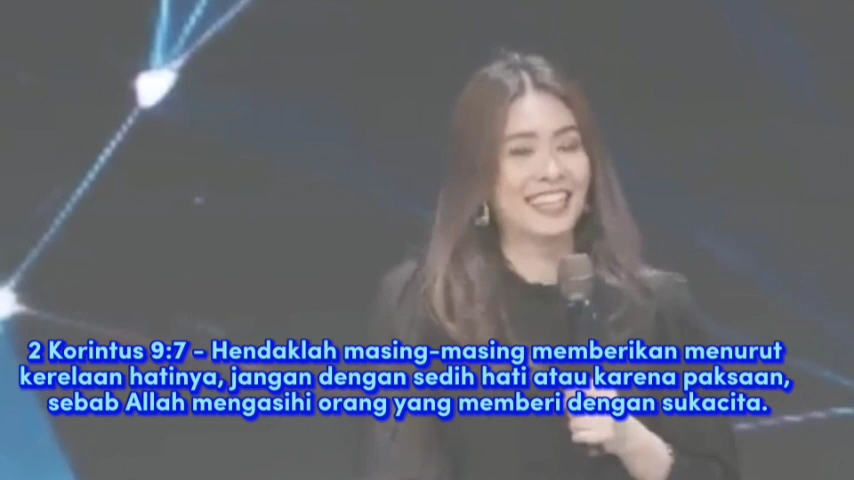 2 Korintus 9:7 - Hendaklah masing-masing memberikan menurut
kerelaan hatinya, jangan dengan sedih hati atau karena paksaan,
sebab Allah mengasihi orang yang memberi dengan sukacita.